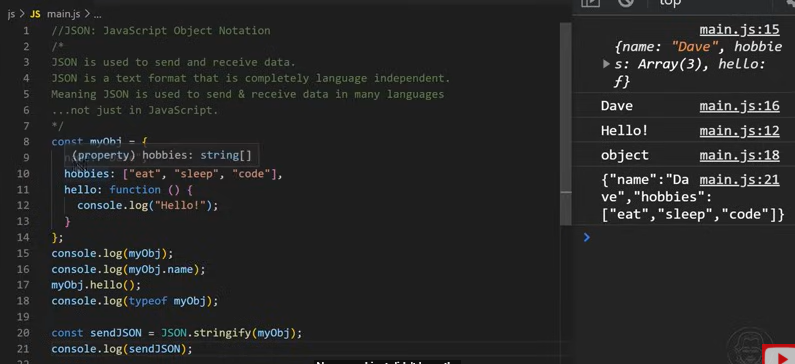 js > JS main.js > ...
1 //JSON: JavaScript Object Notation
2 /*
3 JSON is used to send and receive data.
4 JSON is a text format that is completely language independent.
5 Meaning JSON is used to send & receive data in many languages
6 ...not just in JavaScript.
7 */
8 const myObj = {
9 (property) hobbies: string[]
10 hobbies: ["eat", "sleep", "code"],
11 hello: function () {
12 console.log("Hello!");
13 }
14 };
15 console.log(myObj);
16 console.log(myObj.name);
17 myObj.hello();
18 console.log(typeof myObj);
19
20 const sendJSON = JSON.stringify(myObj);
21 console.log(sendJSON);
22
top
main.js:15
{name: "Dave", hobbie
s: Array(3), hello:
f}
Dave main.js:16
Hello! main.js:12
object main.js:18
{"name":"Da main.js:21
ve","hobbies":
["eat","sleep","code"]}